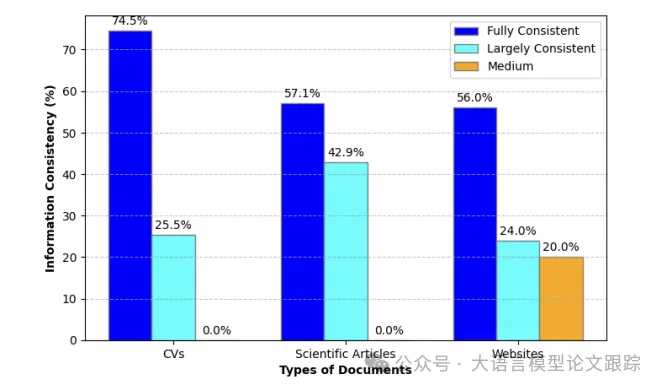 74.5%
Fully Consistent
Largely Consistent
Medium
70
60
57.1%
56.0%
50
42.9%
40
30
25.5%
24.0%
20.0%
20
10
0.0%
0.0%
0
Information Consistency (%)
CVs
Scientific Articles
Websites
Types of Documents
公众号 · 大语言模型论文跟踪